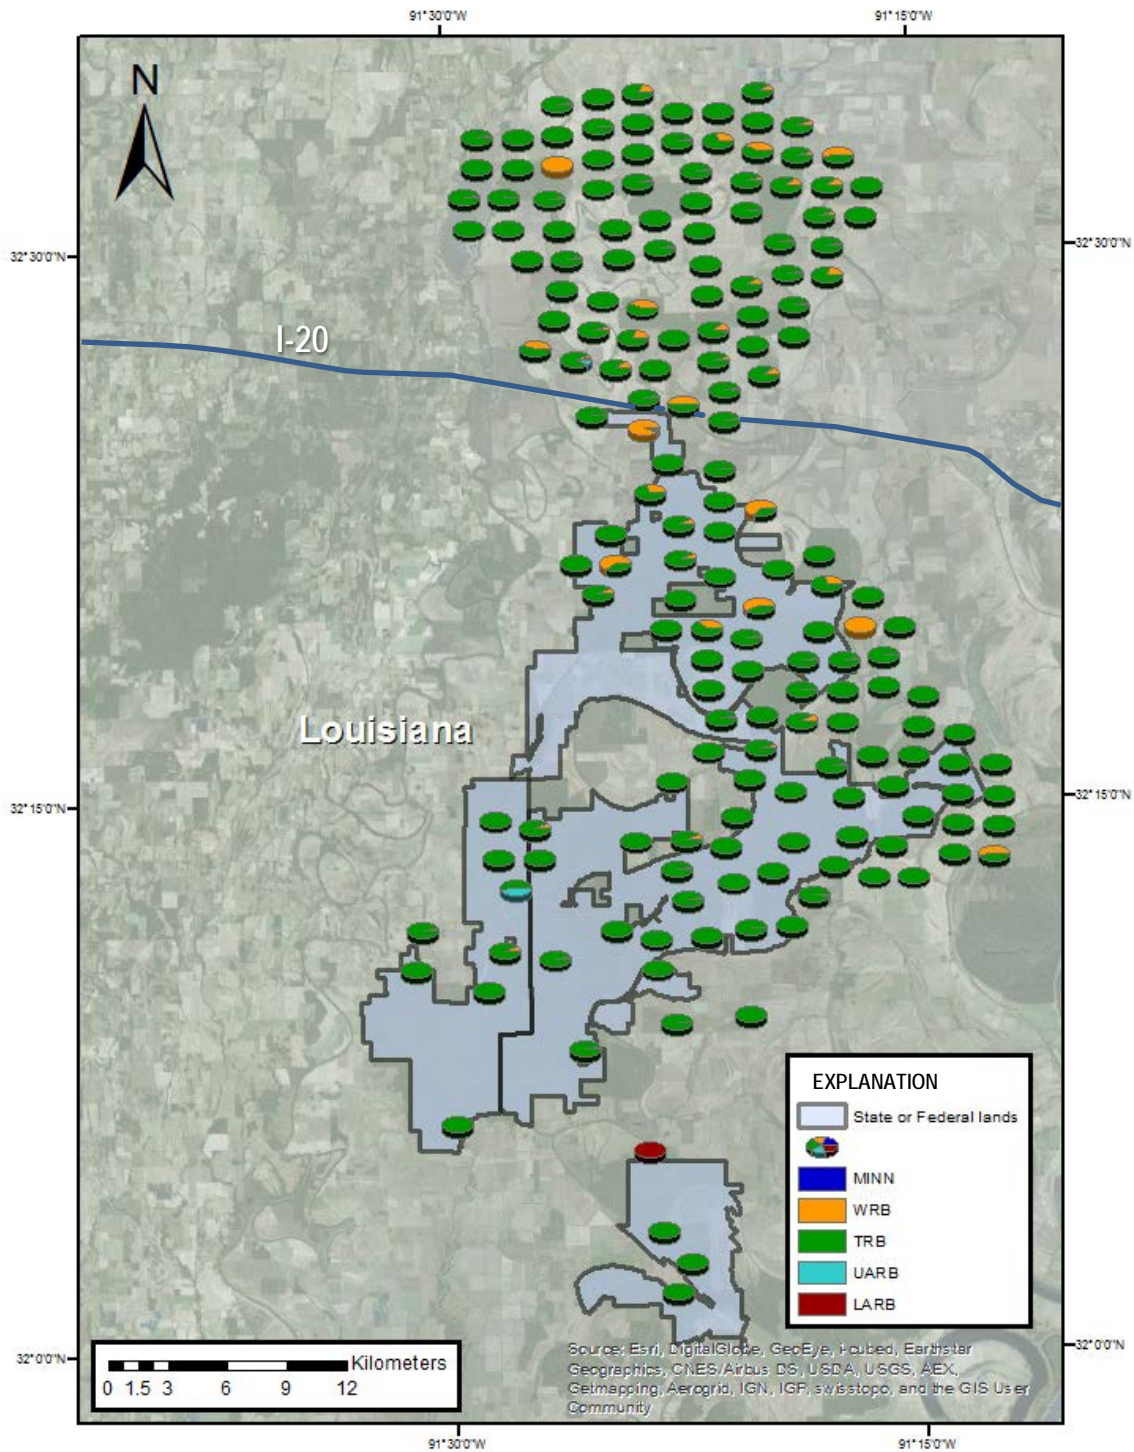 91°30'0"W 91°15'0"W
N
32°30'0"N 32°30'0"N
I-20
Louisiana
32°15'0"N 32°15'0"N
EXPLANATION
State or Federal lands
MINN
WRB
TRB
UARB
LARB
32°0'0"N 32°0'0"N
Kilometers
0 1.5 3 6 9 12
Source: Esri, DigitalGlobe, GeoEye, i-cubed, Earthstar
Geographics, CNES/Airbus DS, USDA, USGS, AEX,
Getmapping, Aerogrid, IGN, IGP, swisstopo, and the GIS User
Community
91°30'0"W 91°15'0"W